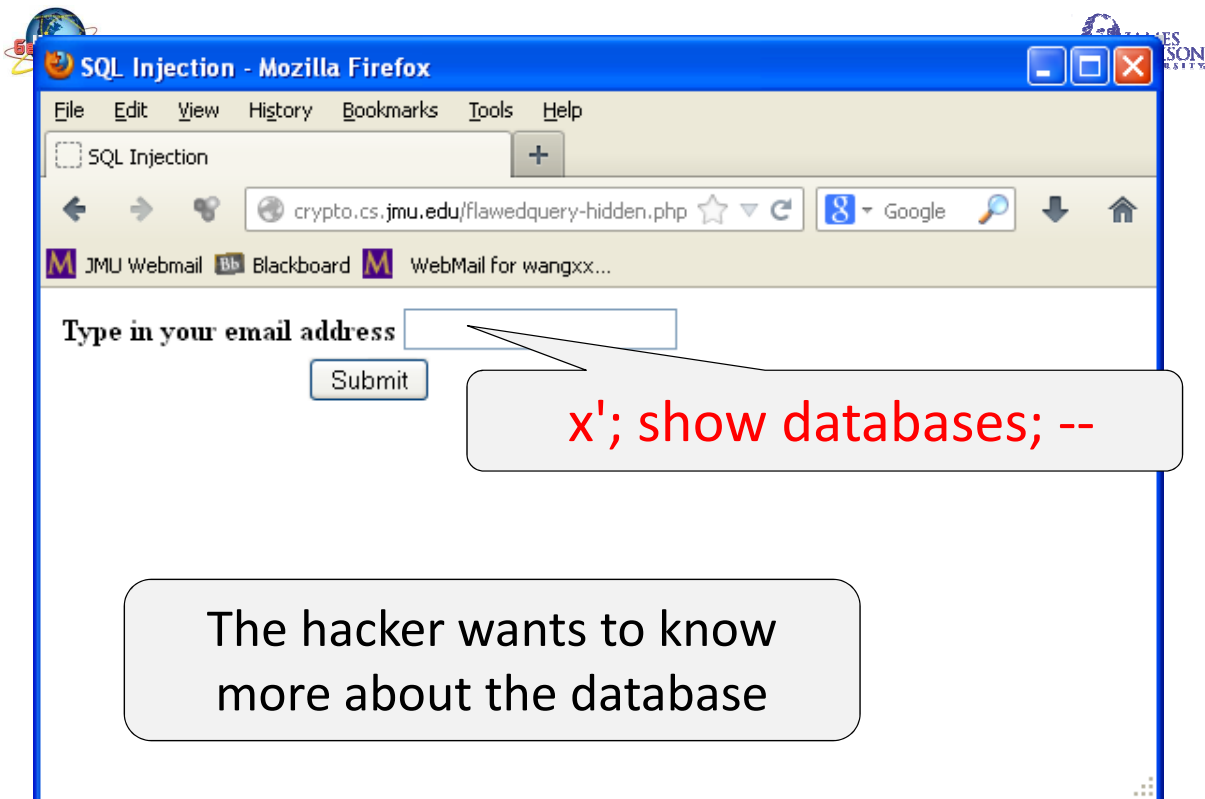 SQL Injection - Mozilla Firefox
File Edit View History Bookmarks Tools Help
SQL Injection
crypto.cs.jmu.edu/flawedquery-hidden.php
Google
JMU Webmail Blackboard WebMail for wangxx...
Type in your email address
Submit
x'; show databases; --
The hacker wants to know
more about the database